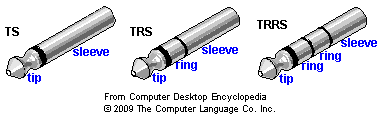 TS
sleeve
tip
TRS
sleeve
ring
tip
TRRS
sleeve
ring
ring
tip
From Computer Desktop Encyclopedia
© 2009 The Computer Language Co. Inc.